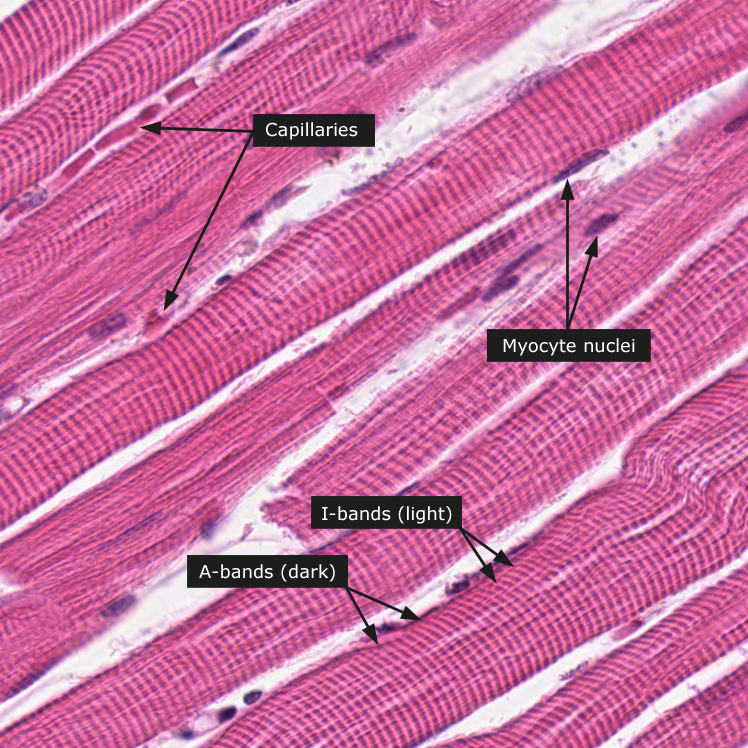 Capillaries
Myocyte nuclei
I-bands (light)
A-bands (dark)